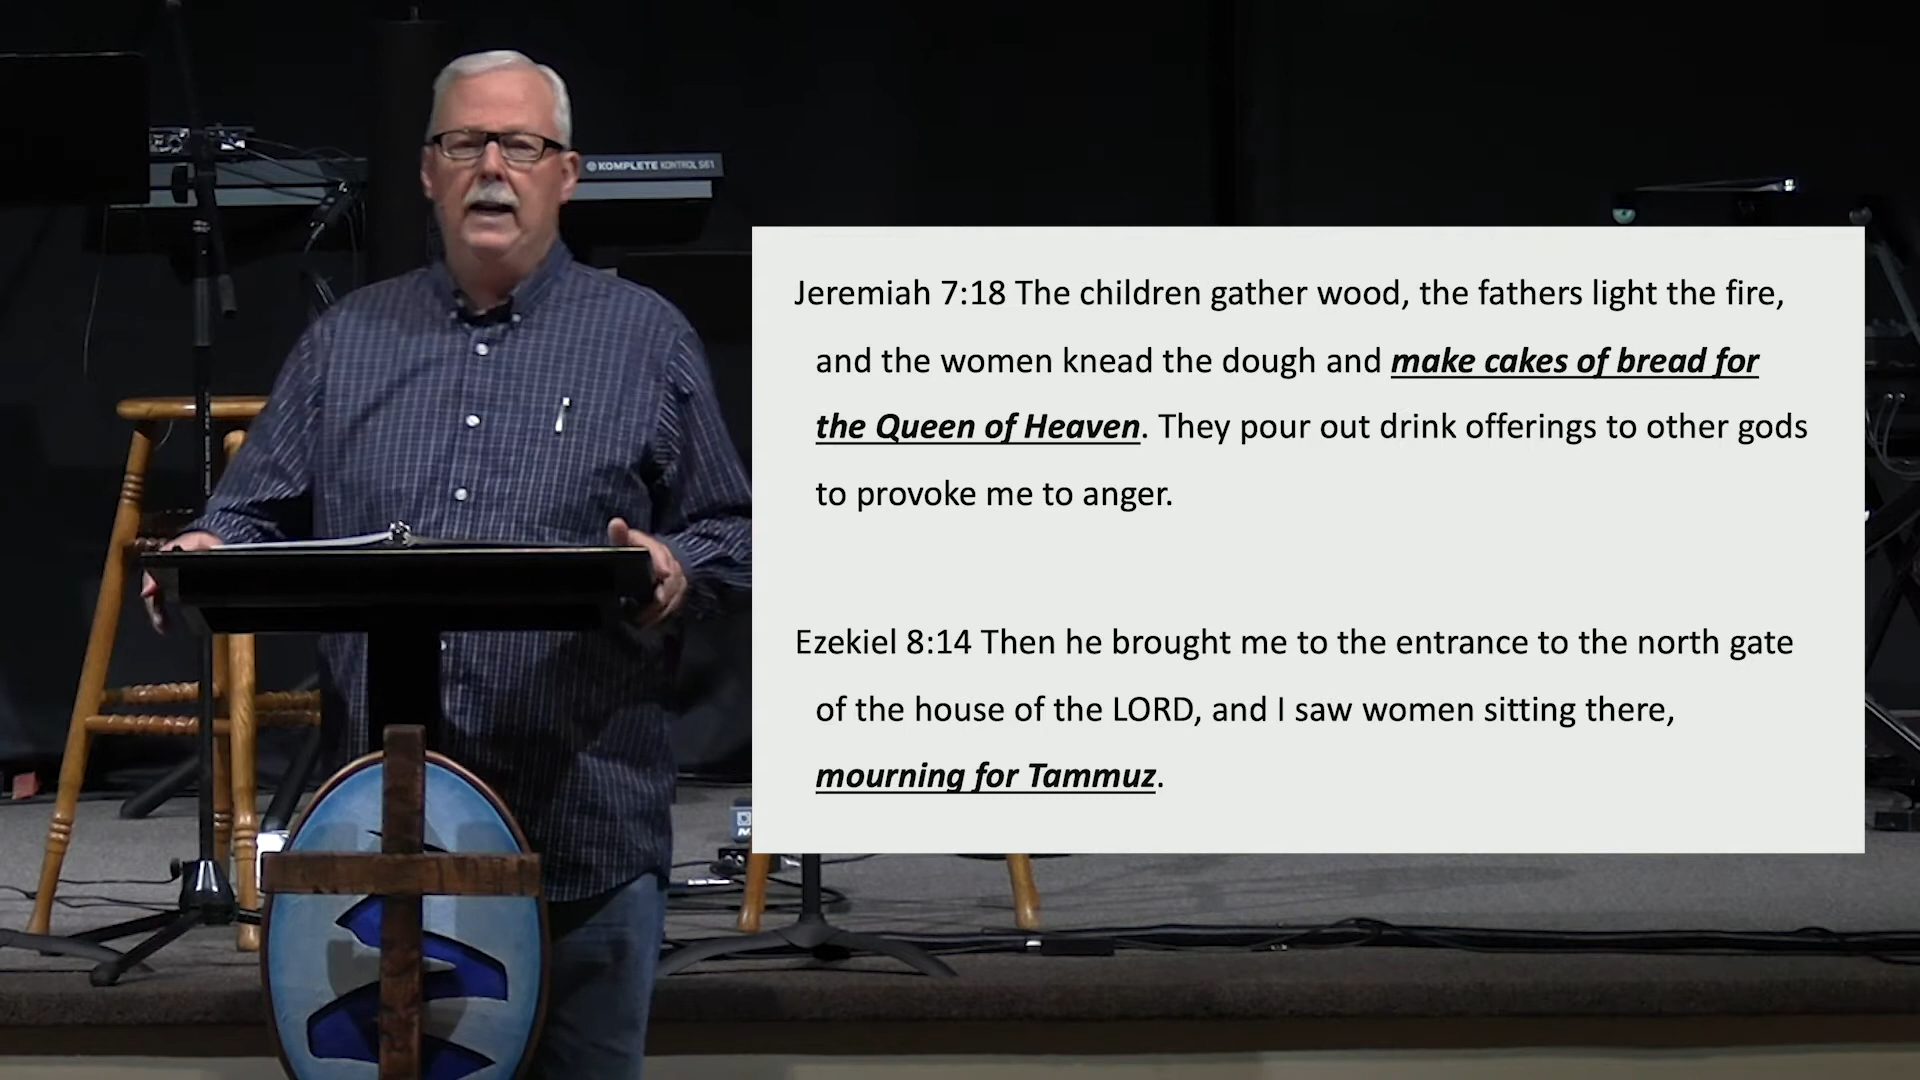 KOMPLETE KONTROL S61
Jeremiah 7:18 The children gather wood, the fathers light the fire,
and the women knead the dough and make cakes of bread for
the Queen of Heaven. They pour out drink offerings to other gods
to provoke me to anger.
Ezekiel 8:14 Then he brought me to the entrance to the north gate
of the house of the LORD, and I saw women sitting there,
mourning for Tammuz.